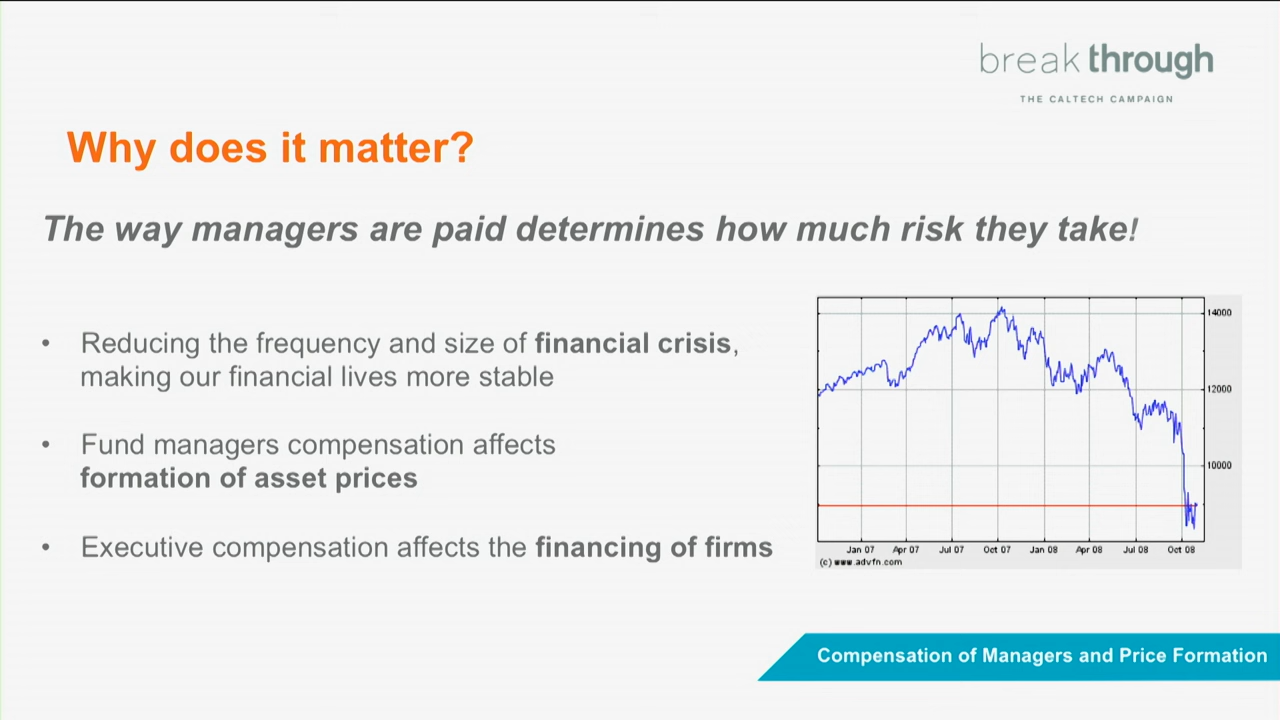 break through
THE CALTECH CAMPAIGN
Why does it matter?
The way managers are paid determines how much risk they take!
• Reducing the frequency and size of financial crisis,
making our financial lives more stable
• Fund managers compensation affects
formation of asset prices
• Executive compensation affects the financing of firms
14000
12000
10000
Jan 07 Apr 07 Jul 07 Oct 07 Jan 08 Apr 08 Jul 08 Oct 08
(c) www.advfn.com
Compensation of Managers and Price Formation